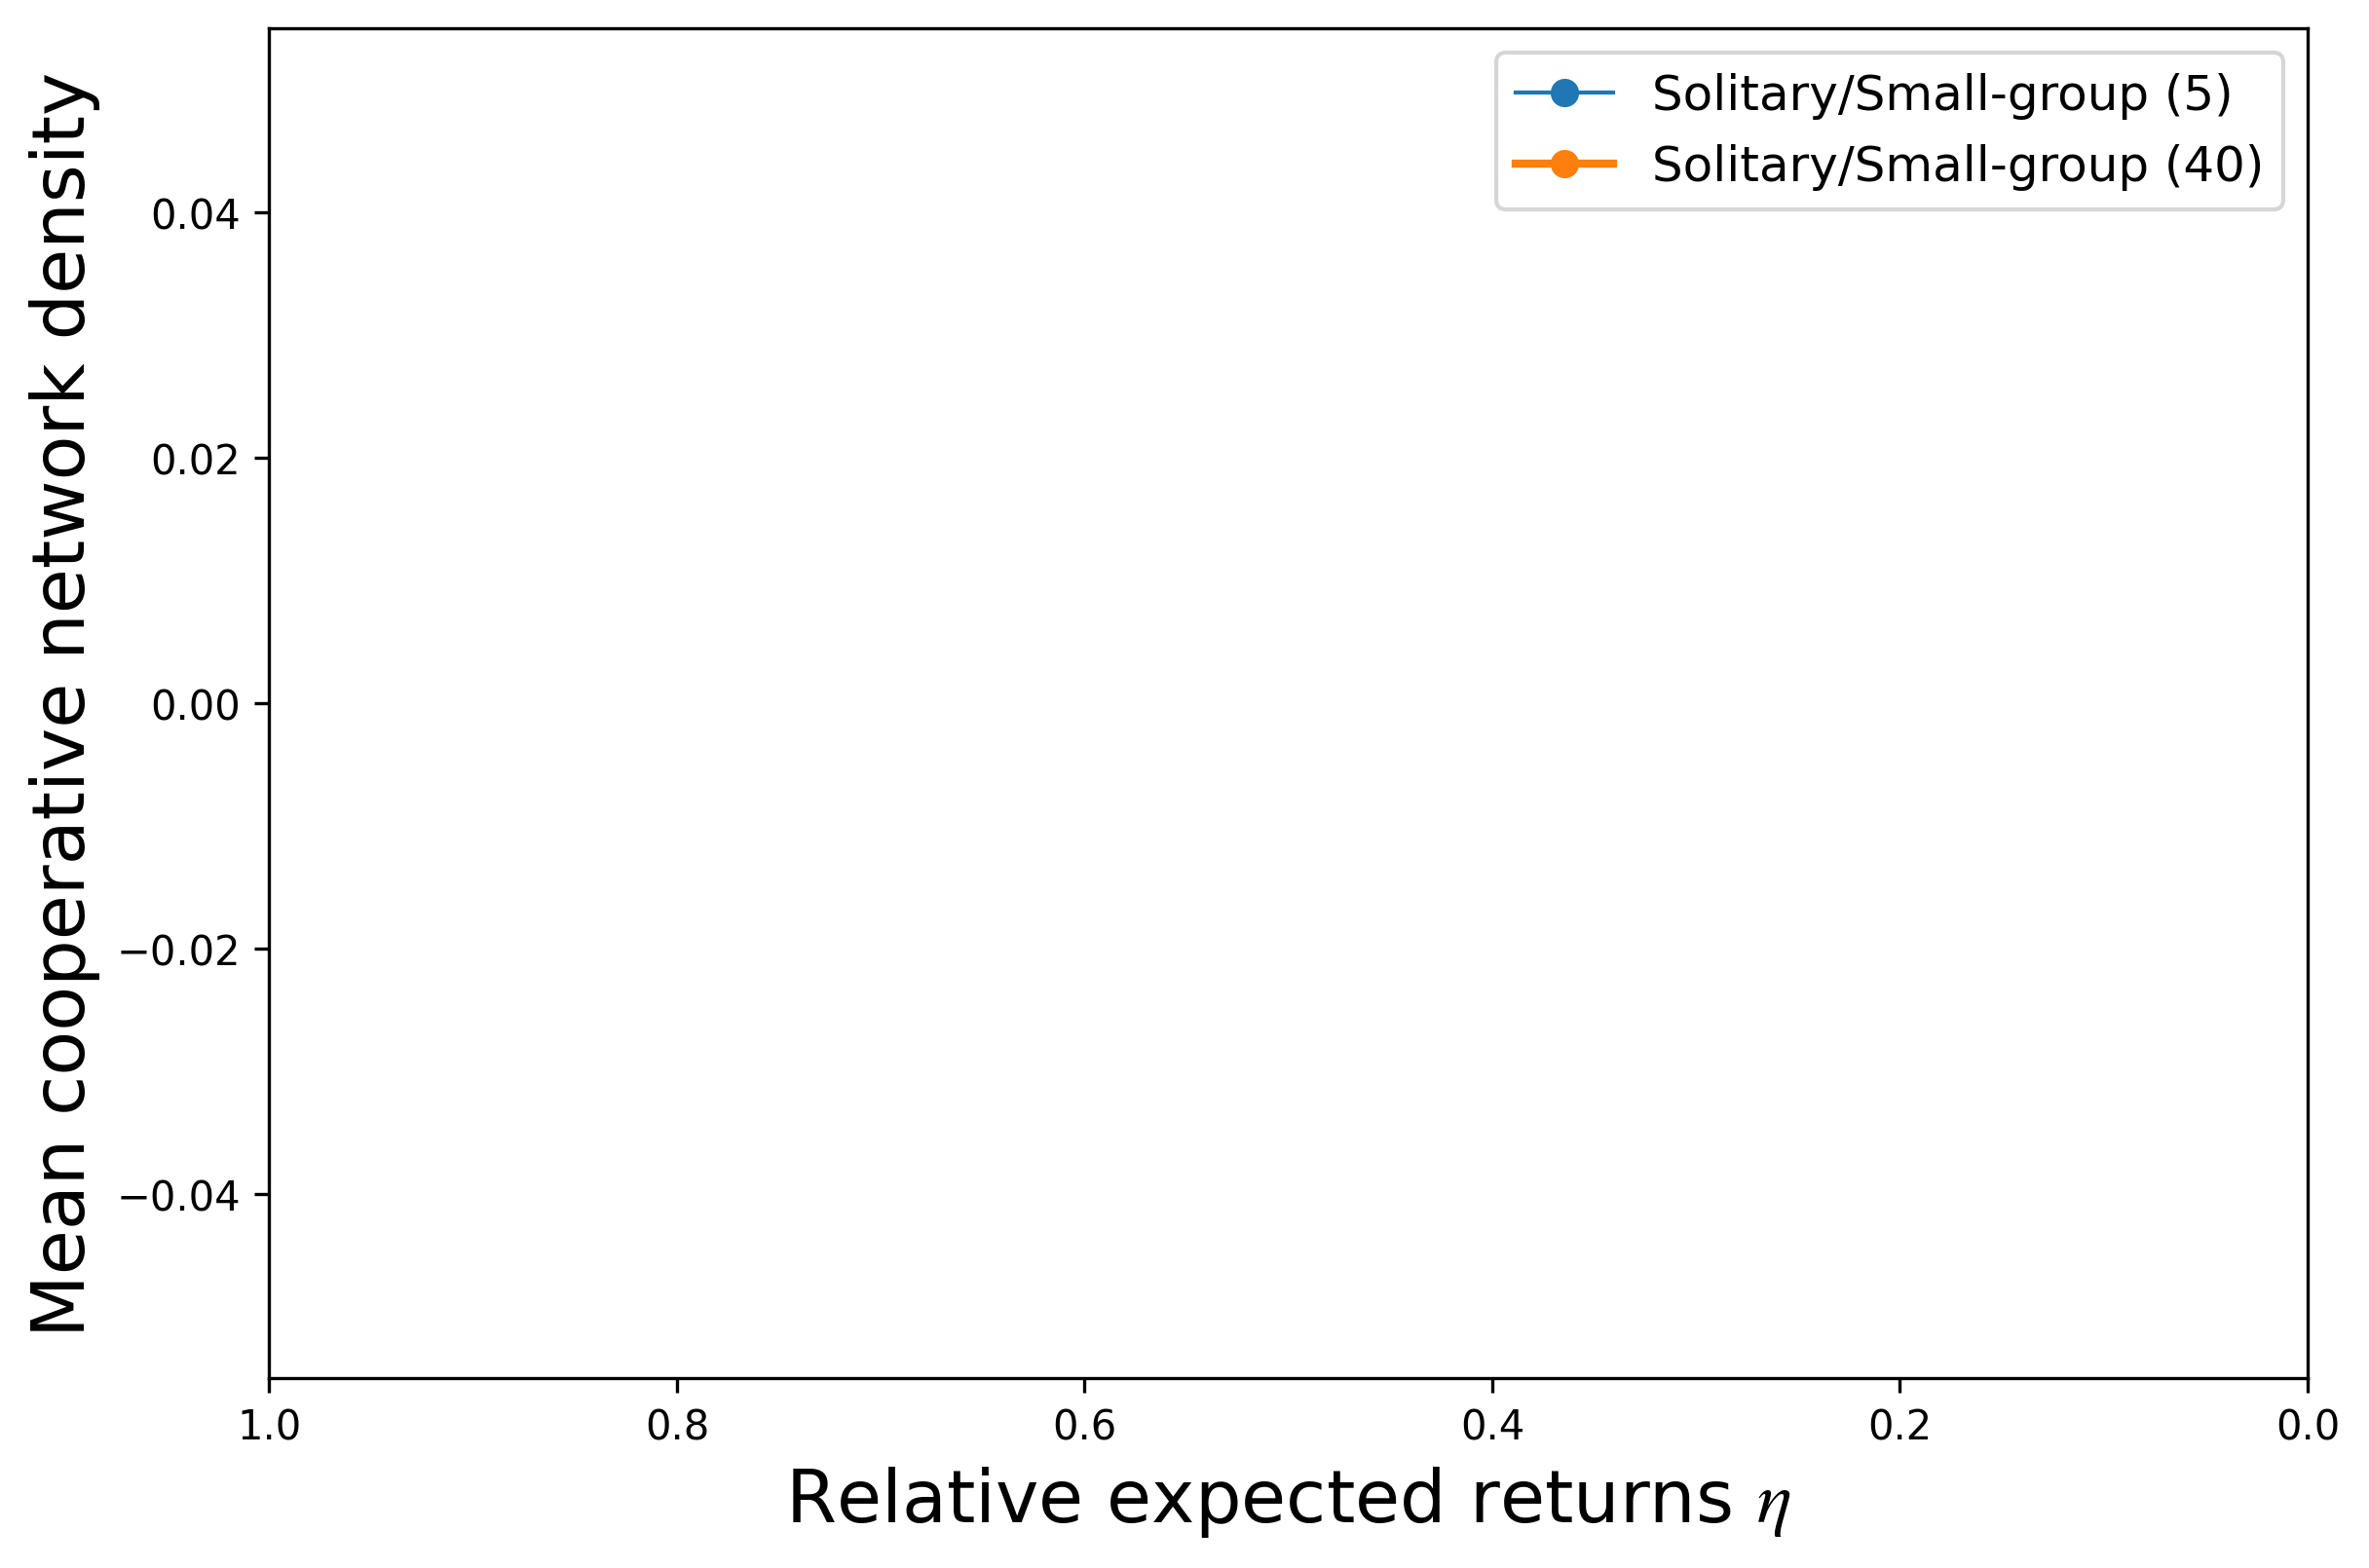 Solitary/Small-group (5)
Solitary/Small-group (40)
Mean cooperative network density
0.04
0.02
0.00
−0.02
−0.04
1.0 0.8 0.6 0.4 0.2 0.0
Relative expected returns η